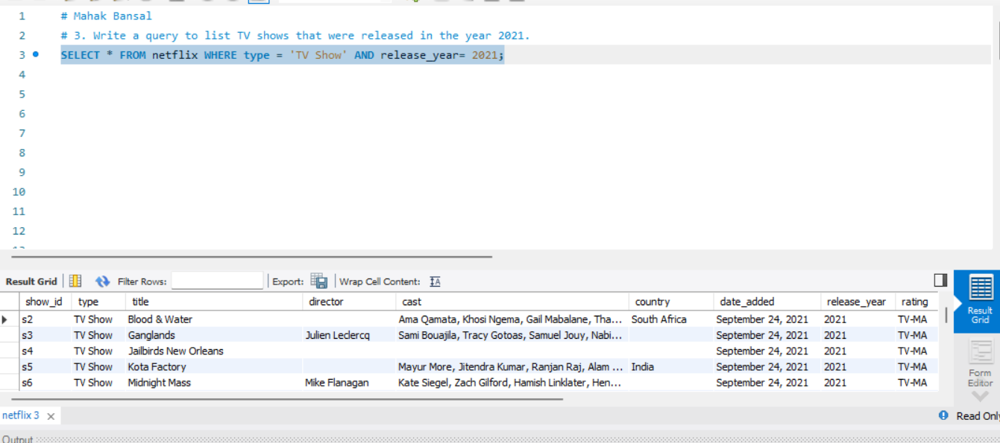 1 # Mahak Bansal
2 # 3. Write a query to list TV shows that were released in the year 2021.
3 SELECT * FROM netflix WHERE type = 'TV Show' AND release_year= 2021;
4
5
6
7
8
9
10
11
12
Result Grid Filter Rows: Export: Wrap Cell Content:
show_id type title director cast country date_added release_year rating
s2 TV Show Blood & Water Ama Qamata, Khosi Ngema, Gail Mabalane, Tha... South Africa September 24, 2021 2021 TV-MA
s3 TV Show Ganglands Julien Leclercq Sami Bouajila, Tracy Gotoas, Samuel Jouy, Nabi... September 24, 2021 2021 TV-MA
s4 TV Show Jailbirds New Orleans September 24, 2021 2021 TV-MA
s5 TV Show Kota Factory Mayur More, Jitendra Kumar, Ranjan Raj, Alam ... India September 24, 2021 2021 TV-MA
s6 TV Show Midnight Mass Mike Flanagan Kate Siegel, Zach Gilford, Hamish Linklater, Hen... September 24, 2021 2021 TV-MA
Result
Grid
Form
Editor
netflix 3 Read Only
Output